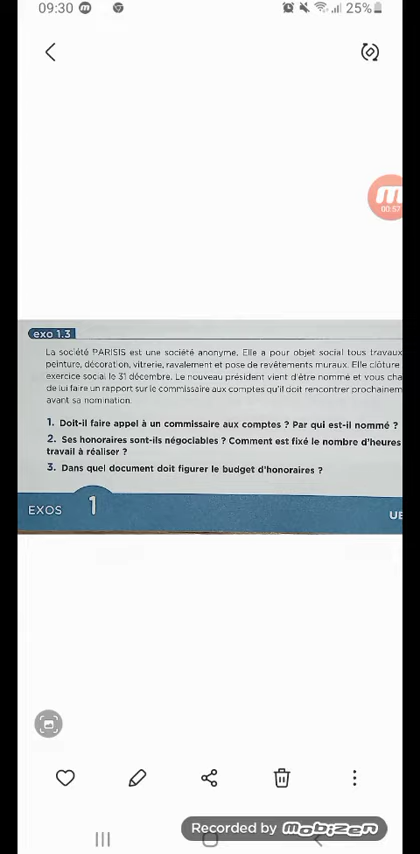 09:30
25%
00:57
exo 1.3
La société PARISIS est une société anonyme. Elle a pour objet social tous travaux
peinture, décoration, vitrerie, ravalement et pose de revêtements muraux. Elle clôture
exercice social le 31 décembre. Le nouveau président vient d'être nommé et vous cha
de lui faire un rapport sur le commissaire aux comptes qu'il doit rencontrer prochainem
avant sa nomination.
1. Doit-il faire appel à un commissaire aux comptes ? Par qui est-il nommé ?
2. Ses honoraires sont-ils négociables ? Comment est fixé le nombre d'heures
travail à réaliser ?
3. Dans quel document doit figurer le budget d'honoraires ?
EXOS 1
UE
Recorded by mobizen